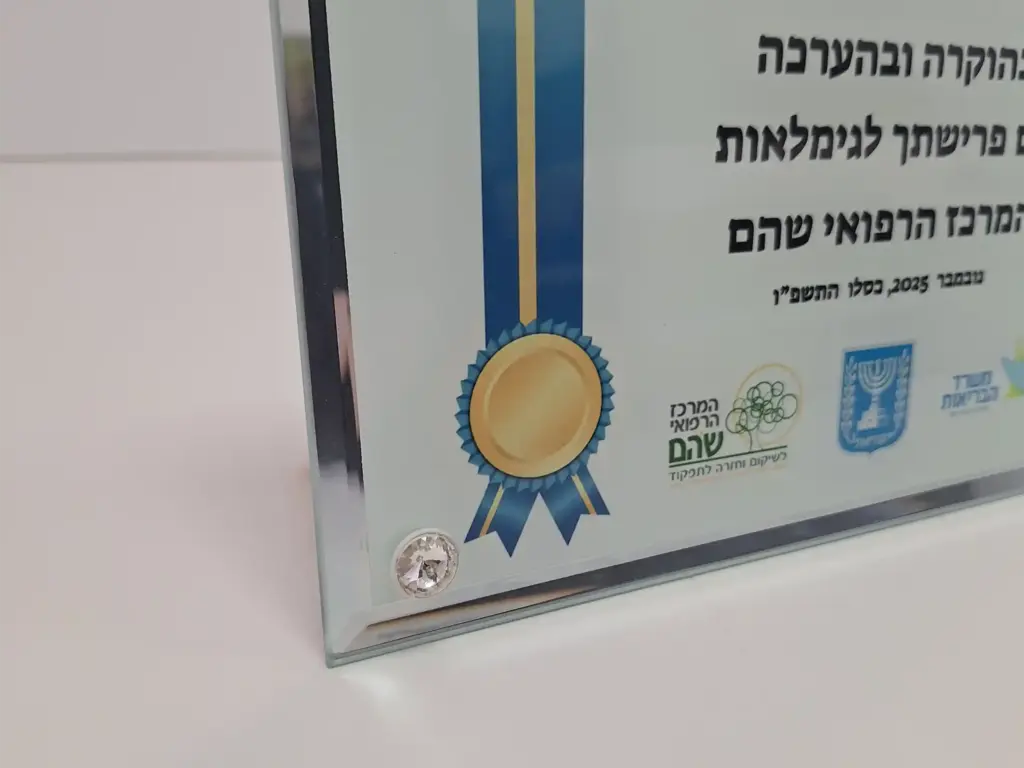 בהוקרה ובהערכה
פרישתך לגימלאות
המרכז הרפואי שהם
נובמבר 2025, כסלו התשפ"ו
המרכז
הרפואי
שהם
לשיקום וחזרה לתפקוד
משרד
הבריאות